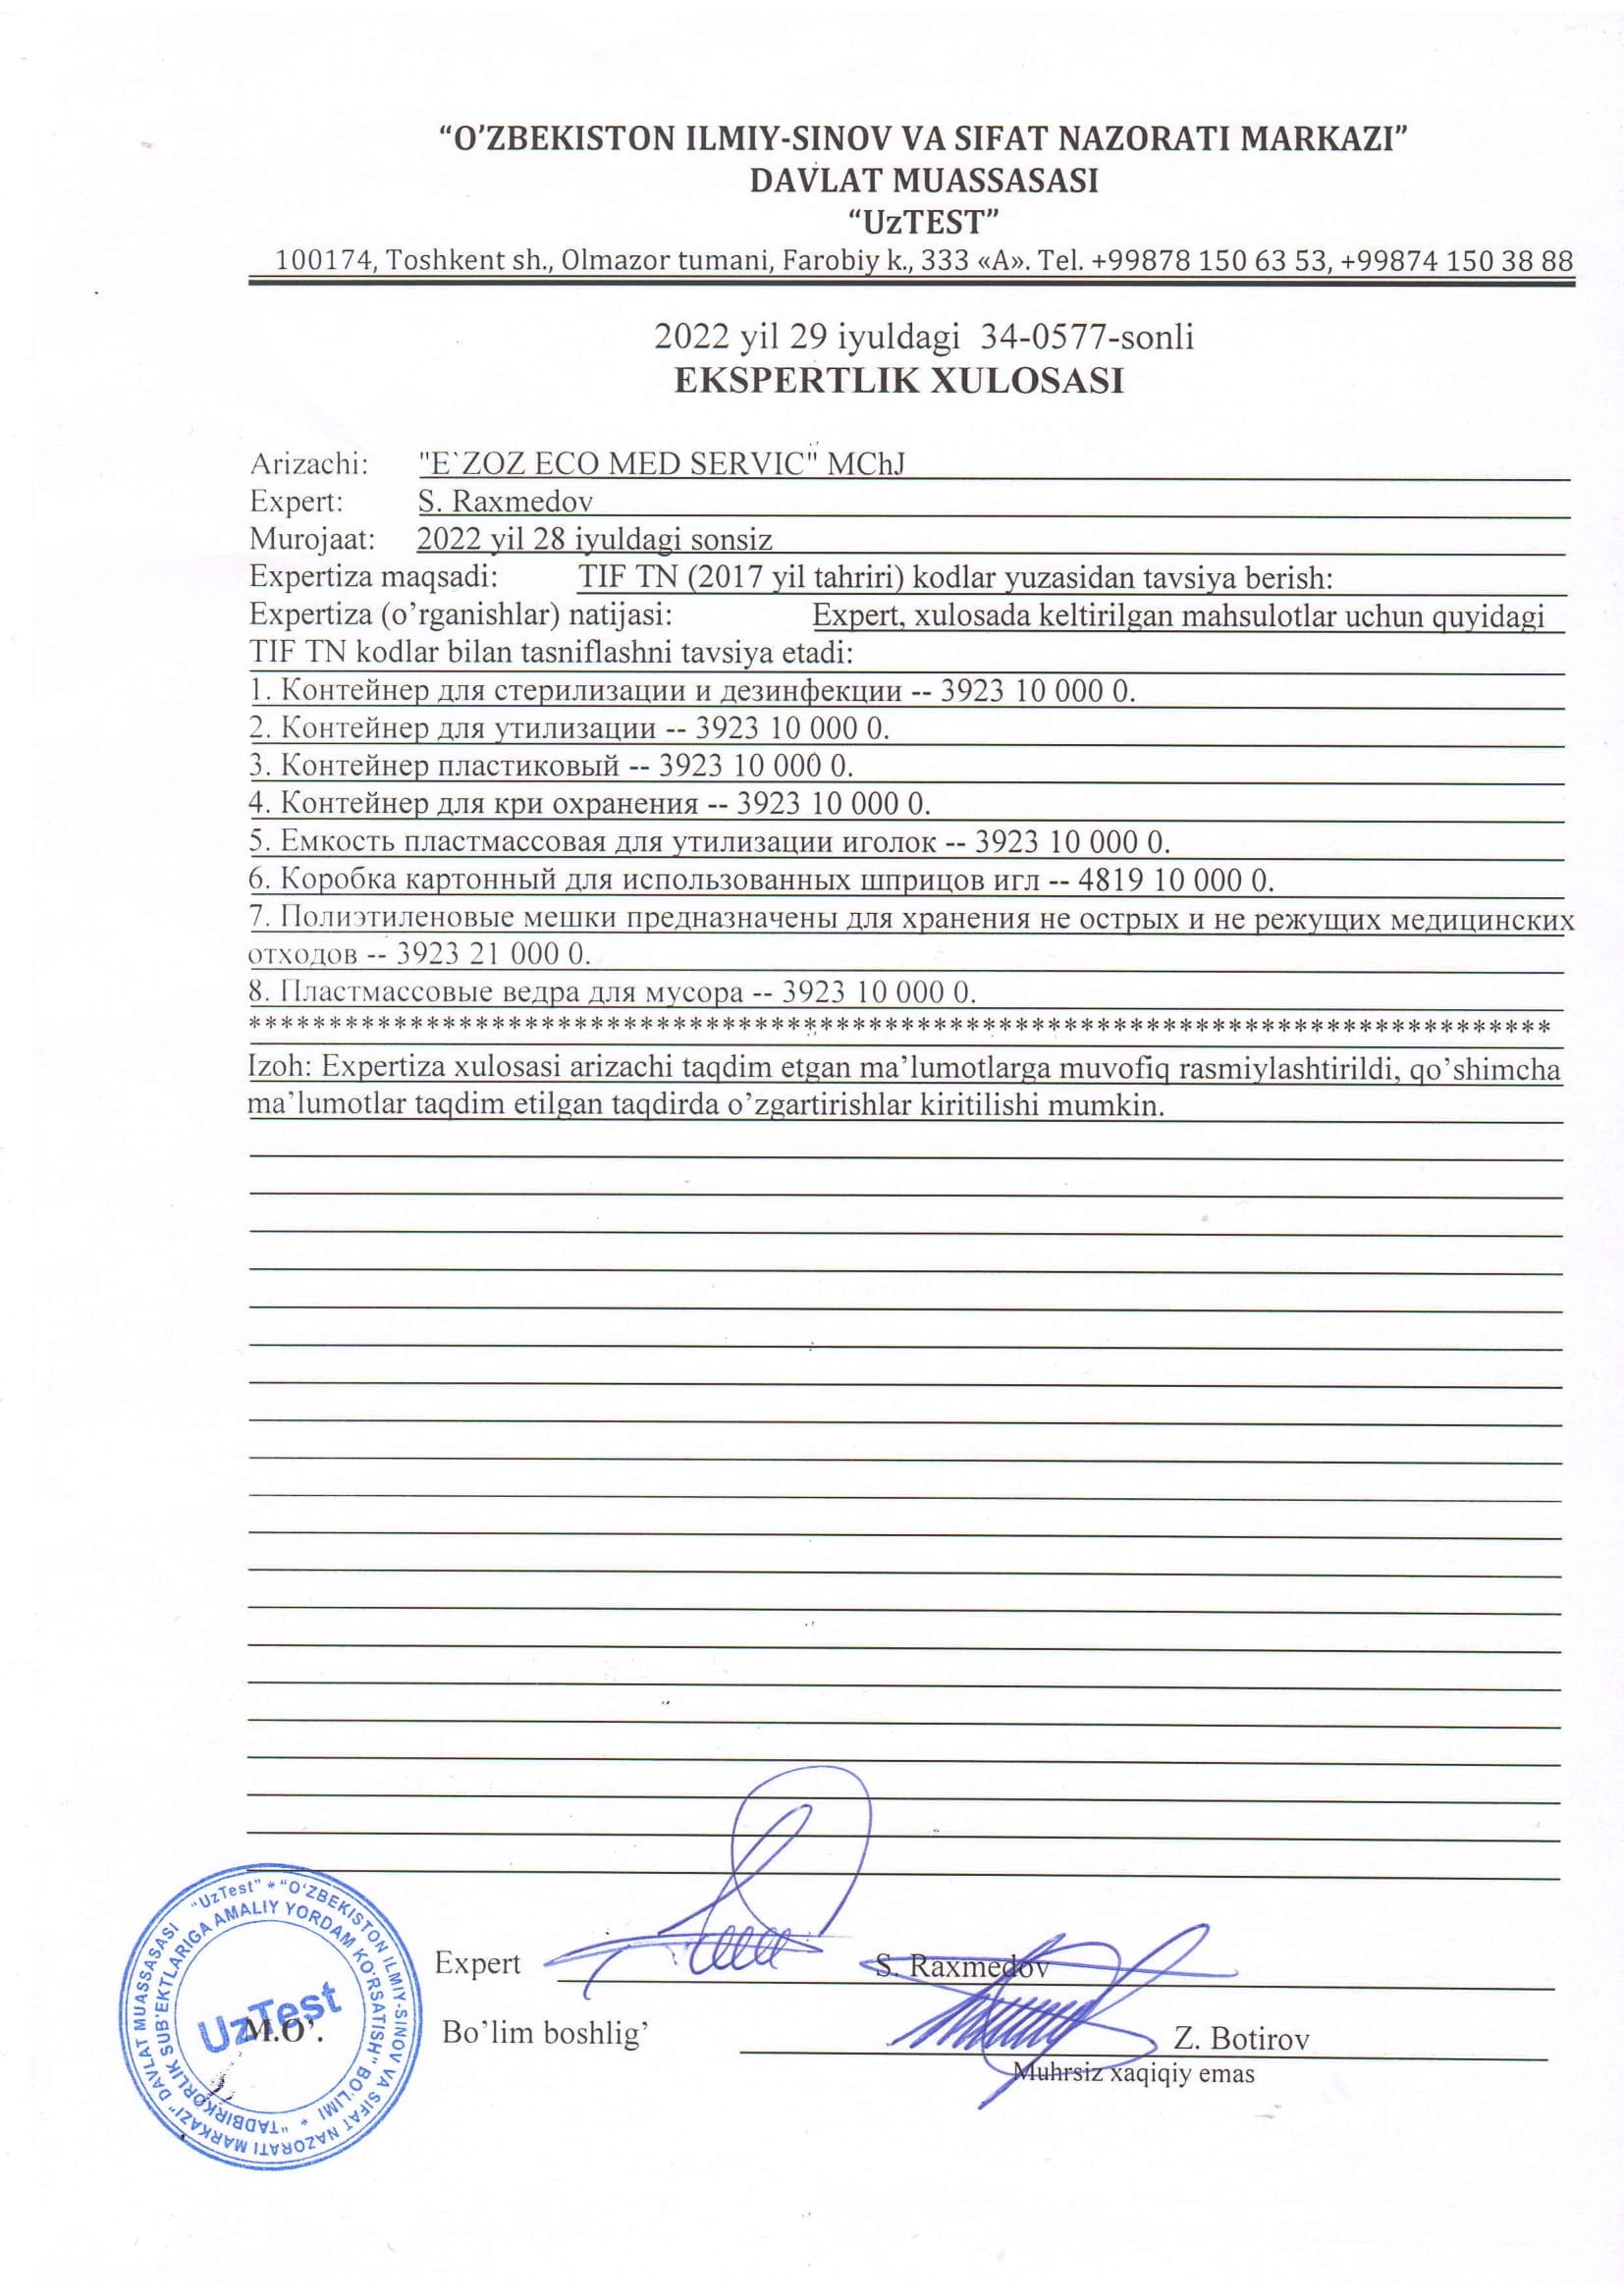 “O’ZBEKISTON ILMIY-SINOV VA SIFAT NAZORATI MARKAZI”
DAVLAT MUASSASASI
“UzTEST”
100174, Toshkent sh., Olmazor tumani, Farobiy k., 333 «A». Tel. +99878 150 63 53, +99874 150 38 88
2022 yil 29 iyuldagi 34-0577-sonli
EKSPERTLIK XULOSASI
Arizachi: "E`ZOZ ECO MED SERVIC" MChJ
Expert: S. Raxmedov
Murojaat: 2022 yil 28 iyuldagi sonsiz
Expertiza maqsadi: TIF TN (2017 yil tahriri) kodlar yuzasidan tavsiya berish:
Expertiza (o’rganishlar) natijasi: Expert, xulosada keltirilgan mahsulotlar uchun quyidagi
TIF TN kodlar bilan tasniflashni tavsiya etadi:
1. Контейнер для стерилизации и дезинфекции -- 3923 10 000 0.
2. Контейнер для утилизации -- 3923 10 000 0.
3. Контейнер пластиковый -- 3923 10 000 0.
4. Контейнер для кри охранения -- 3923 10 000 0.
5. Емкость пластмассовая для утилизации иголок -- 3923 10 000 0.
6. Коробка картонный для использованных шприцов игл -- 4819 10 000 0.
7. Полиэтиленовые мешки предназначены для хранения не острых и не режущих медицинских
отходов -- 3923 21 000 0.
8. Пластмассовые ведра для мусора -- 3923 10 000 0.
**********************************************************************************
Izoh: Expertiza xulosasi arizachi taqdim etgan ma’lumotlarga muvofiq rasmiylashtirildi, qo’shimcha
ma’lumotlar taqdim etilgan taqdirda o’zgartirishlar kiritilishi mumkin.
Expert S. Raxmedov
M.O’. Bo’lim boshlig’ Z. Botirov
Muhrsiz xaqiqiy emas
"UzTest" * "O‘ZBEKISTON ILMIY-SINOV VA SIFAT NAZORATI MARKAZI" DAVLAT MUASSASASI
"TADBIRKORLIK SUB'EKTLARIGA AMALIY YORDAM KO‘RSATISH" BO‘LIMI *
UzTest